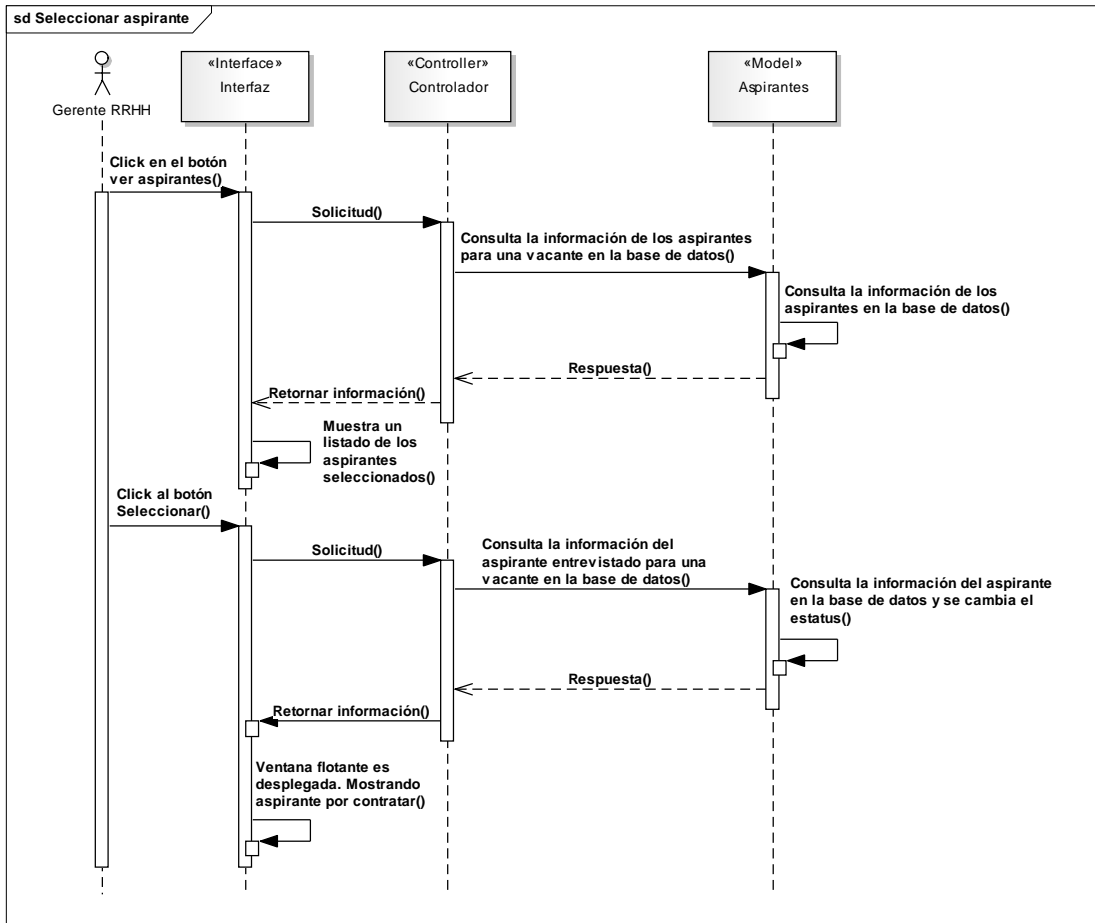 sd Seleccionar aspirante
Gerente RRHH
«Interface»
Interfaz
«Controller»
Controlador
«Model»
Aspirantes
Click en el botón
ver aspirantes()
Solicitud()
Consulta la información de los aspirantes
para una vacante en la base de datos()
Consulta la información de los
aspirantes en la base de datos()
Respuesta()
Retornar información()
Muestra un
listado de los
aspirantes
seleccionados()
Click al botón
Seleccionar()
Solicitud()
Consulta la información del
aspirante entrevistado para una
vacante en la base de datos()
Consulta la información del aspirante
en la base de datos y se cambia el
estatus()
Respuesta()
Retornar información()
Ventana flotante es
desplegada. Mostrando
aspirante por contratar()